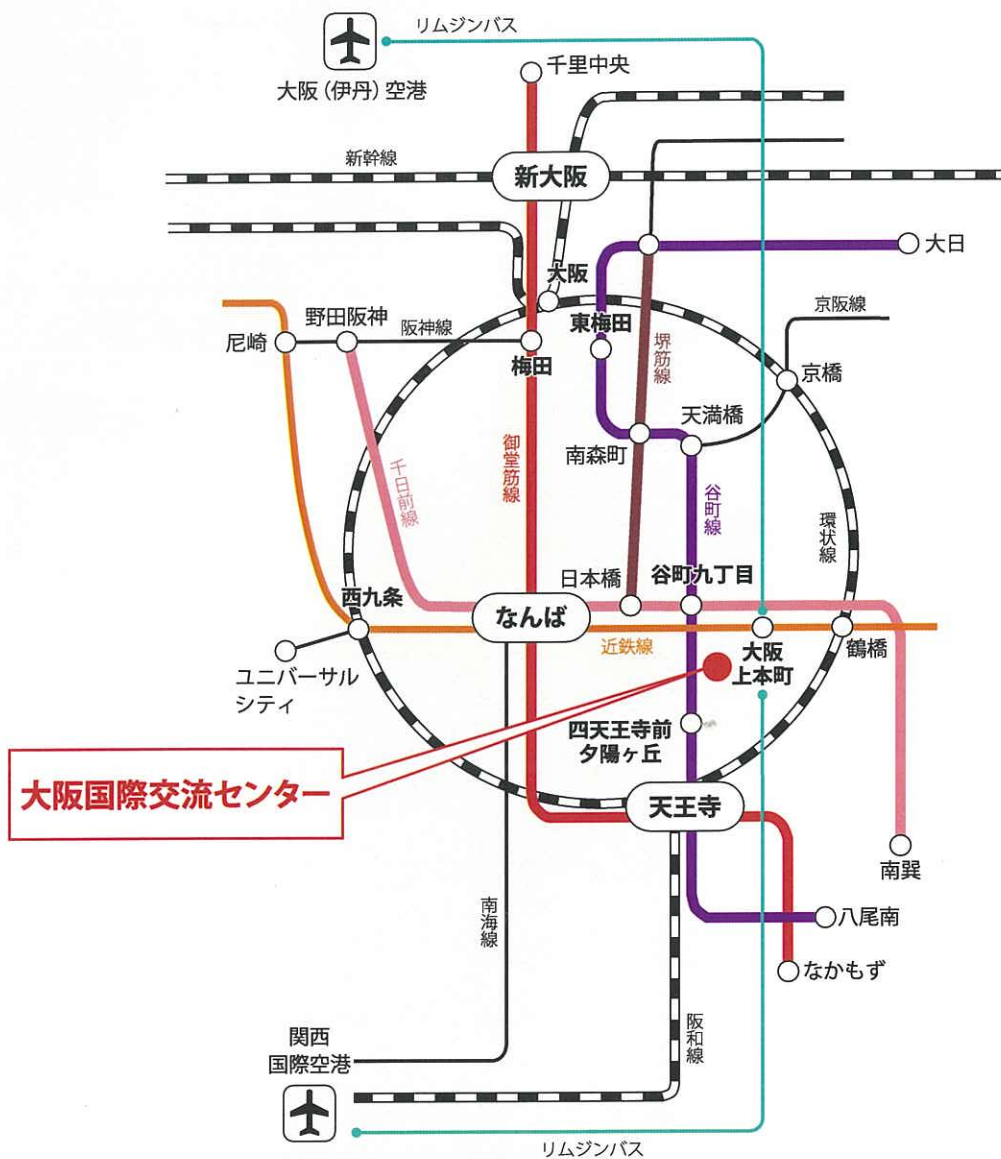 リムジンバス
大阪（伊丹）空港
千里中央
新幹線
新大阪
大阪
大日
野田阪神
阪神線
東梅田
京阪線
尼崎
梅田
堺筋線
京橋
天満橋
南森町
御堂筋線
千日前線
谷町線
環状線
日本橋
谷町九丁目
西九条
なんば
近鉄線
大阪
上本町
鶴橋
ユニバーサル
シティ
四天王寺前
夕陽ヶ丘
大阪国際交流センター
天王寺
南巽
南海線
八尾南
なかもず
阪和線
関西
国際空港
リムジンバス